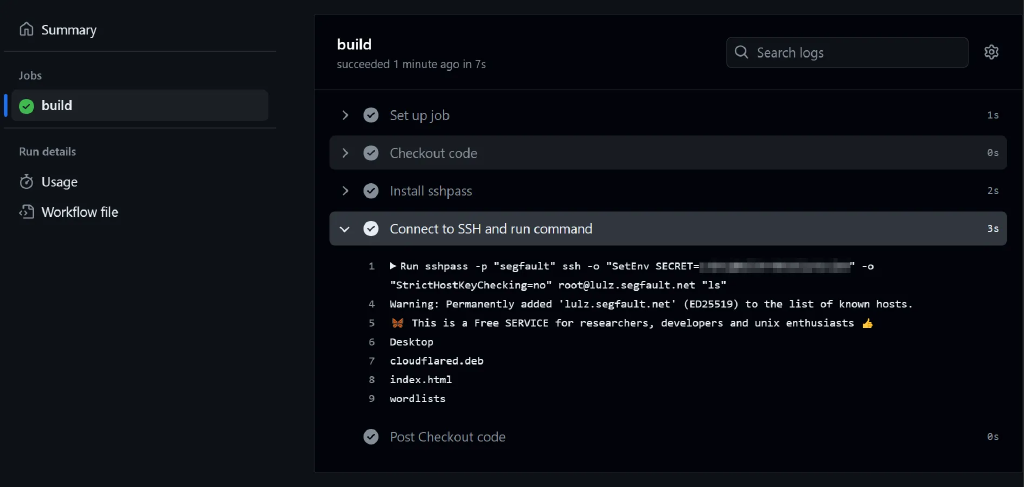 Summary
Jobs
build
Run details
Usage
Workflow file
build
succeeded 1 minute ago in 7s
Search logs
Set up job 1s
Checkout code 0s
Install sshpass 2s
Connect to SSH and run command 3s
1 Run sshpass -p "segfault" ssh -o "SetEnv SECRET= " -o
"StrictHostKeyChecking=no" root@lulz.segfault.net "ls"
4 Warning: Permanently added 'lulz.segfault.net' (ED25519) to the list of known hosts.
5 🦋 This is a Free SERVICE for researchers, developers and unix enthusiasts 👍
6 Desktop
7 cloudflared.deb
8 index.html
9 wordlists
Post Checkout code 0s